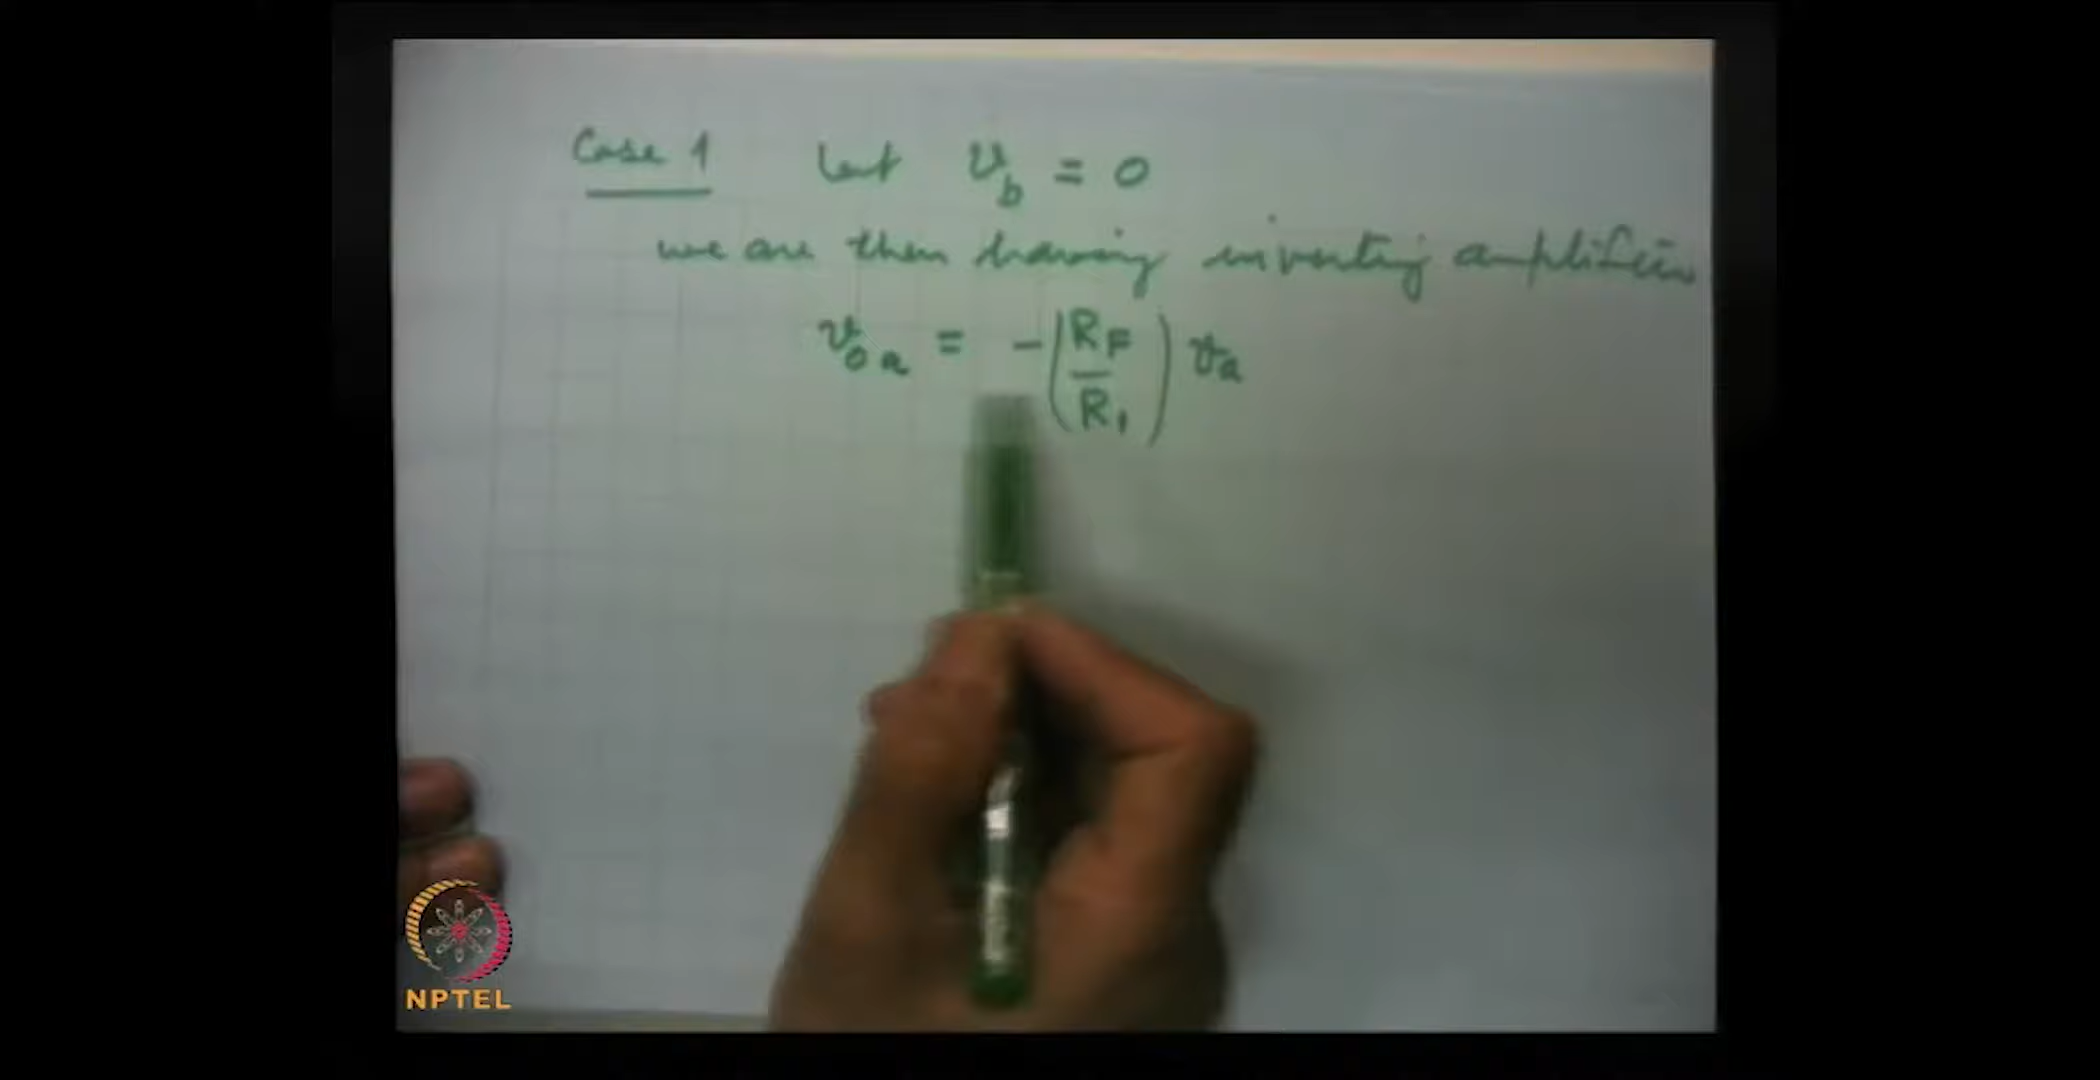 Case 1 Let v_b = 0
we are then having inverting amplifier
v_oa = -(R_F / R_1) v_a
NPTEL